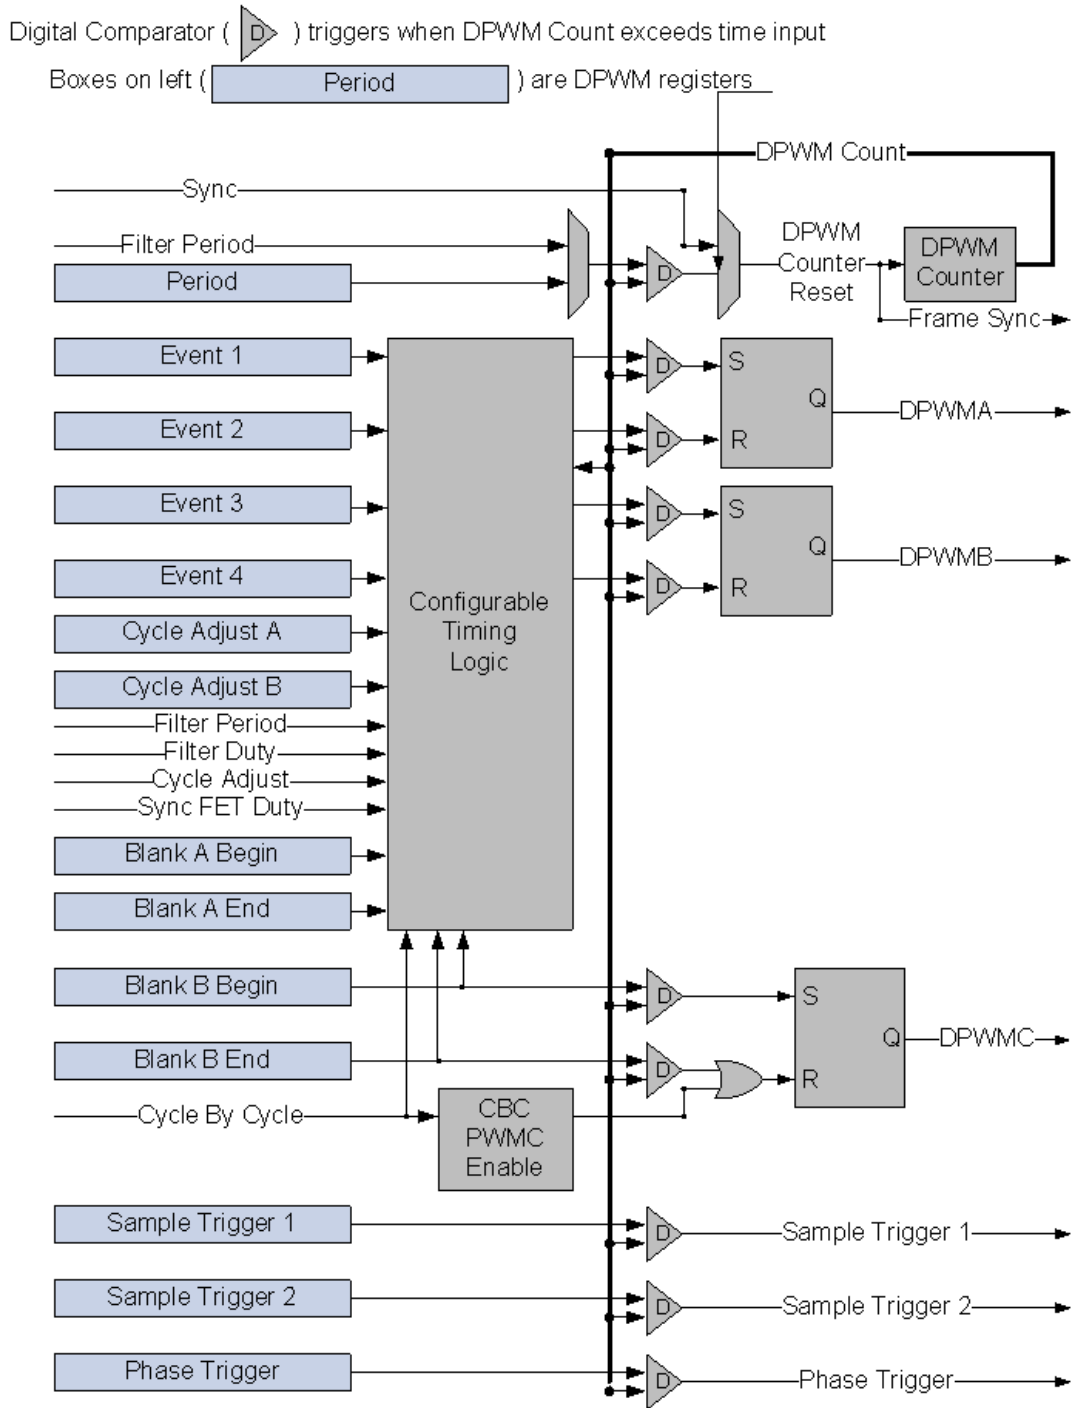 Digital Comparator ( D ) triggers when DPWM Count exceeds time input
Boxes on left ( Period ) are DPWM registers
DPWM Count
Sync
Filter Period
Period
D
DPWM
Counter
Reset
DPWM
Counter
Frame Sync
Event 1
D
S
Q
DPWMA
Event 2
D
R
Event 3
D
S
Q
DPWMB
Event 4
D
R
Configurable
Timing
Logic
Cycle Adjust A
Cycle Adjust B
Filter Period
Filter Duty
Cycle Adjust
Sync FET Duty
Blank A Begin
Blank A End
Blank B Begin
D
S
Q
DPWMC
Blank B End
D
R
Cycle By Cycle
CBC
PWMC
Enable
Sample Trigger 1
D
Sample Trigger 1
Sample Trigger 2
D
Sample Trigger 2
Phase Trigger
D
Phase Trigger